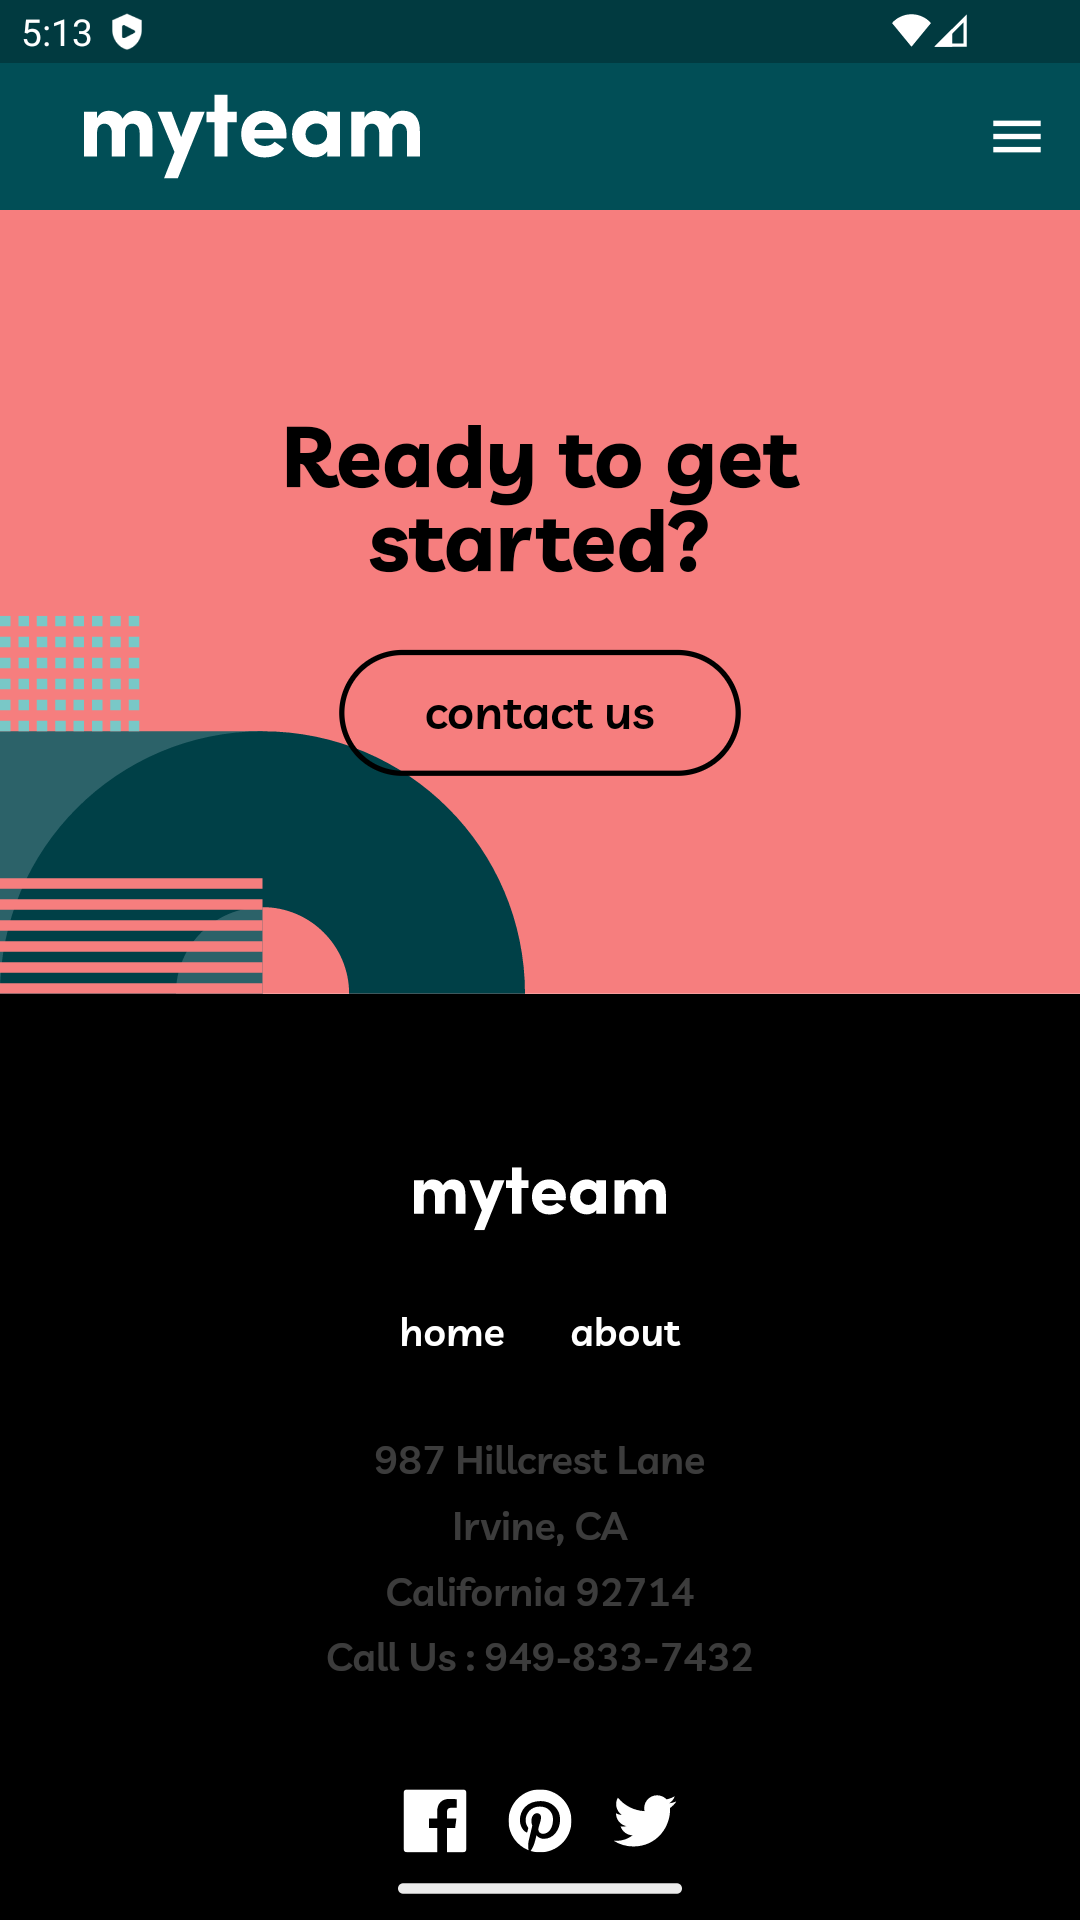 5:13
myteam
Ready to get
started?
contact us
myteam
home about
987 Hillcrest Lane
Irvine, CA
California 92714
Call Us : 949-833-7432